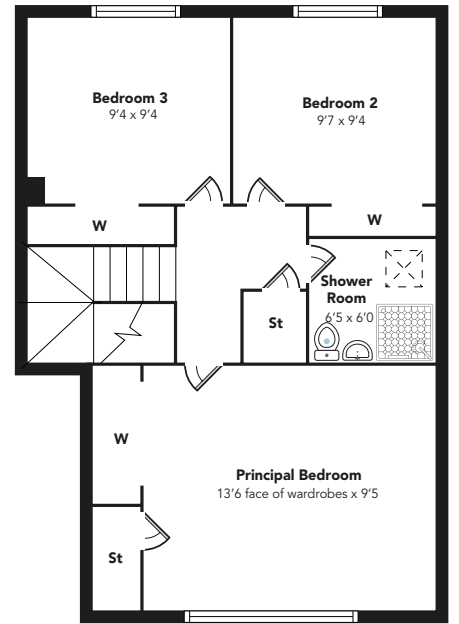 Bedroom 3
9'4 x 9'4
Bedroom 2
9'7 x 9'4
W
W
Shower
Room
6'5 x 6'0
St
W
Principal Bedroom
13'6 face of wardrobes x 9'5
St